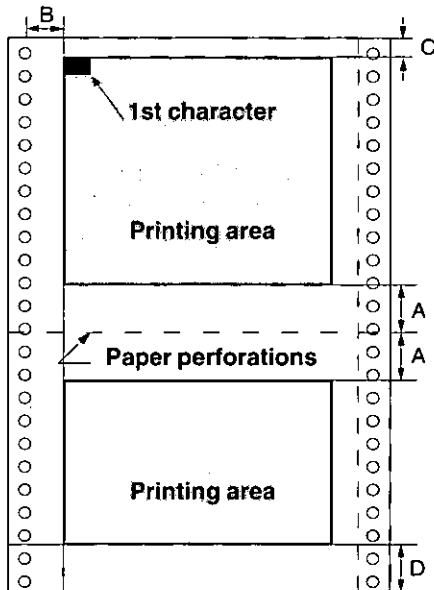 B
C
1st character
Printing area
A
A
Paper perforations
Printing area
D